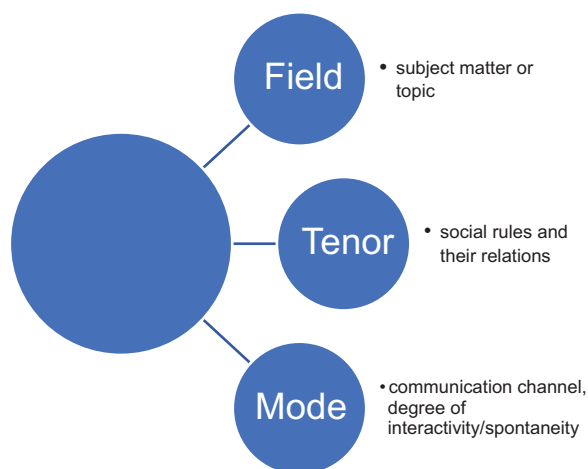 Field
• subject matter or
topic
Tenor
• social rules and
their relations
Mode
• communication channel,
degree of
interactivity/spontaneity